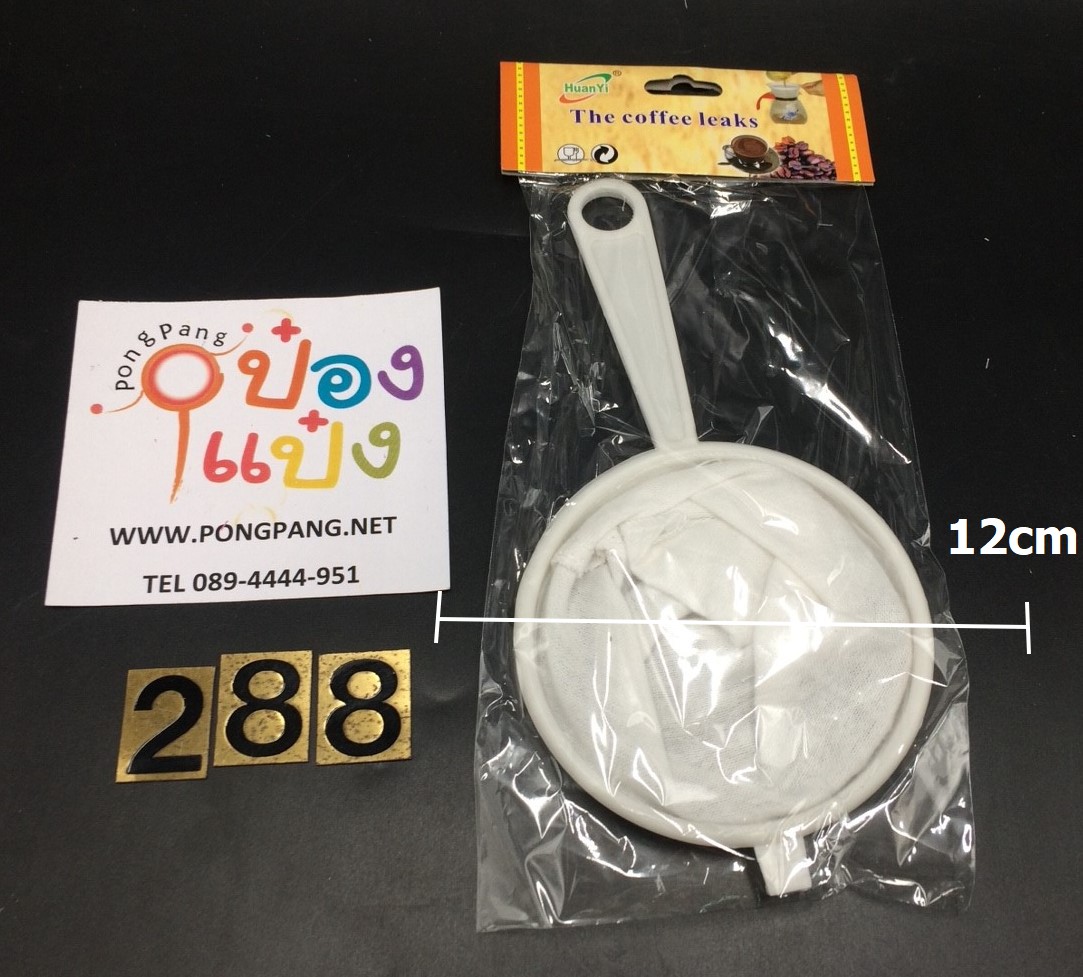 HuanYi®
The coffee leaks
PongPang
ป๋อง
แป๋ง
WWW.PONGPANG.NET
TEL 089-4444-951
12cm
288